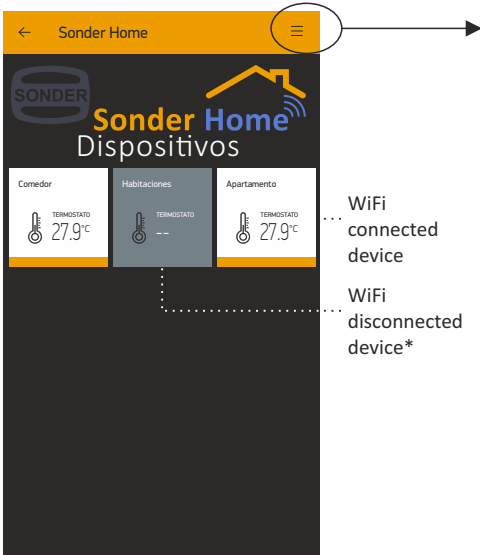 Sonder Home
SONDER
Sonder Home
Dispositivos
Comedor
TERMOSTATO
27.9°C
Habitaciones
TERMOSTATO
--
Apartamento
TERMOSTATO
27.9°C
WiFi
connected
device
WiFi
disconnected
device*